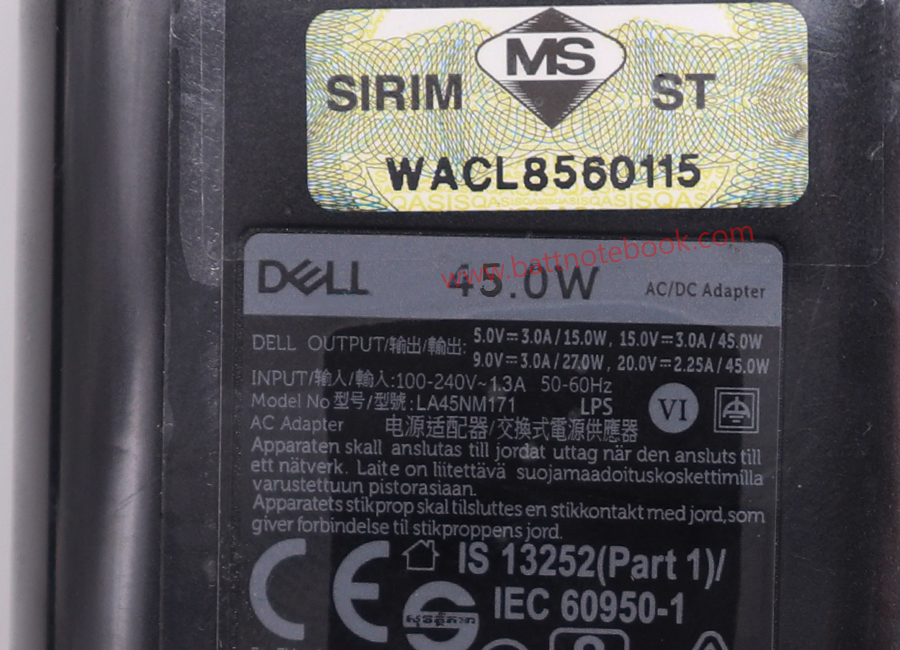 SIRIM MS ST
WACL8560115
www.battnotebook.com
DELL 45.0W AC/DC Adapter
DELL OUTPUT/输出/輸出: 5.0V⎓3.0A/15.0W, 15.0V⎓3.0A/45.0W
9.0V⎓3.0A/27.0W, 20.0V⎓2.25A/45.0W
INPUT/输入/輸入:100-240V~1.3A 50-60Hz
Model No 型号/型號: LA45NM171 LPS VI
AC Adapter 电源适配器/交換式電源供應器
Apparaten skall anslutas till jordat uttag när den ansluts till
ett nätverk. Laite on liitettävä suojamaadoituskoskettimilla
varustettuun pistorasiaan.
Apparatets stikprop skal tilsluttes en stikkontakt med jord,som
giver forbindelse til stikproppens jord.
CE IS 13252(Part 1)/
IEC 60950-1